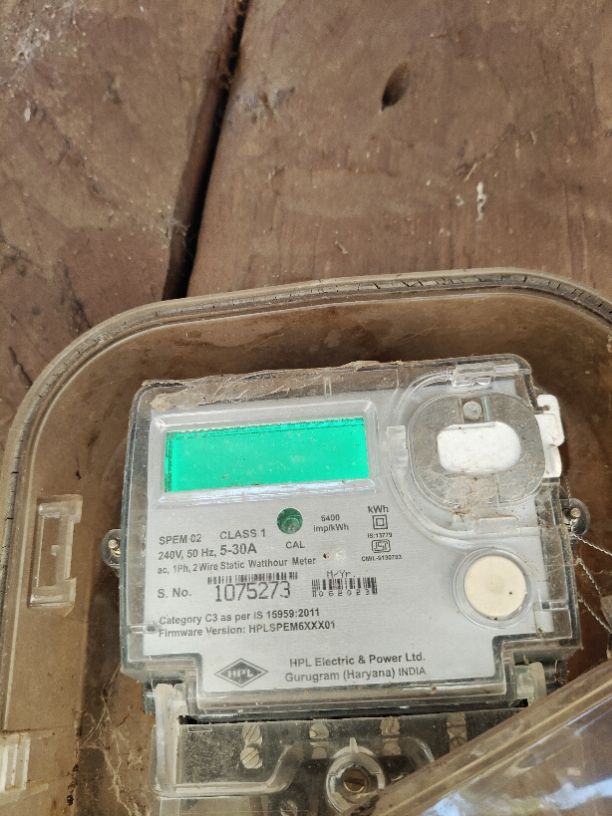 SPEM 02 CLASS 1 6400 kWh
imp/kWh
240V, 50 Hz, 5-30A CAL IS:13779
ac, 1Ph, 2 Wire Static Watthour Meter
M/Yr
S. No. 1075273
Category C3 as per IS 15959:2011
Firmware Version: HPLSPEM6XXX01
HPL HPL Electric & Power Ltd.
Gurugram (Haryana) INDIA